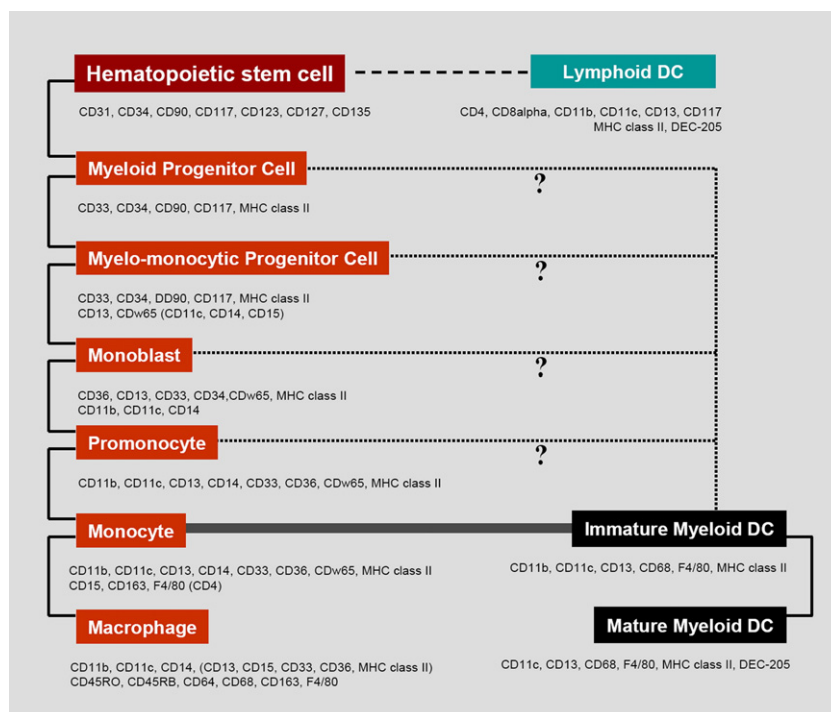 Hematopoietic stem cell
Lymphoid DC
CD31, CD34, CD90, CD117, CD123, CD127, CD135
CD4, CD8alpha, CD11b, CD11c, CD13, CD117
MHC class II, DEC-205
Myeloid Progenitor Cell
?
CD33, CD34, CD90, CD117, MHC class II
Myelo-monocytic Progenitor Cell
?
CD33, CD34, DD90, CD117, MHC class II
CD13, CDw65 (CD11c, CD14, CD15)
Monoblast
?
CD36, CD13, CD33, CD34,CDw65, MHC class II
CD11b, CD11c, CD14
Promonocyte
?
CD11b, CD11c, CD13, CD14, CD33, CD36, CDw65, MHC class II
Monocyte
Immature Myeloid DC
CD11b, CD11c, CD13, CD14, CD33, CD36, CDw65, MHC class II
CD15, CD163, F4/80 (CD4)
CD11b, CD11c, CD13, CD68, F4/80, MHC class II
Macrophage
Mature Myeloid DC
CD11b, CD11c, CD14, (CD13, CD15, CD33, CD36, MHC class II)
CD45RO, CD45RB, CD64, CD68, CD163, F4/80
CD11c, CD13, CD68, F4/80, MHC class II, DEC-205